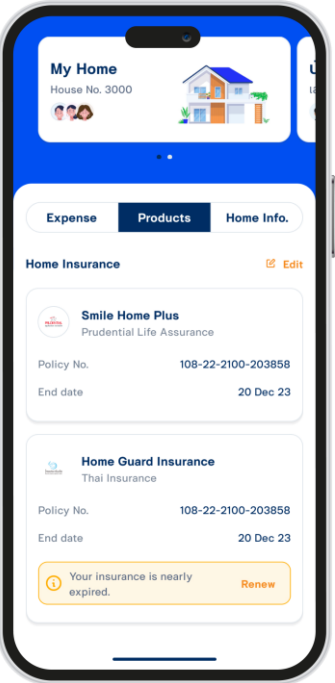 My Home
House No. 3000
Expense
Products
Home Info.
Home Insurance
Edit
Smile Home Plus
Prudential Life Assurance
Policy No.
108-22-2100-203858
End date
20 Dec 23
Home Guard Insurance
Thai Insurance
Policy No.
108-22-2100-203858
End date
20 Dec 23
Your insurance is nearly
expired.
Renew